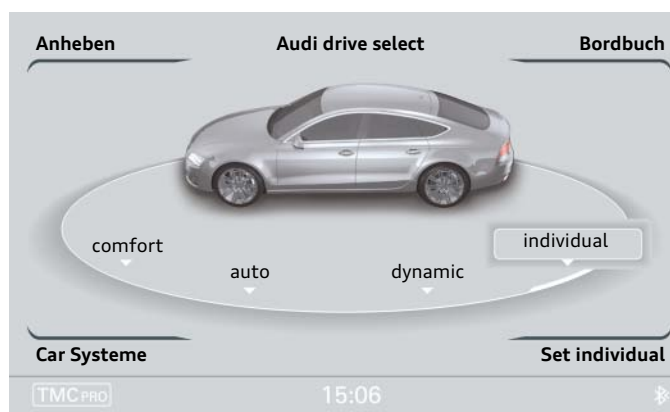 Anheben Audi drive select Bordbuch
comfort
auto
dynamic
individual
Car Systeme
Set individual
TMC PRO
15:06